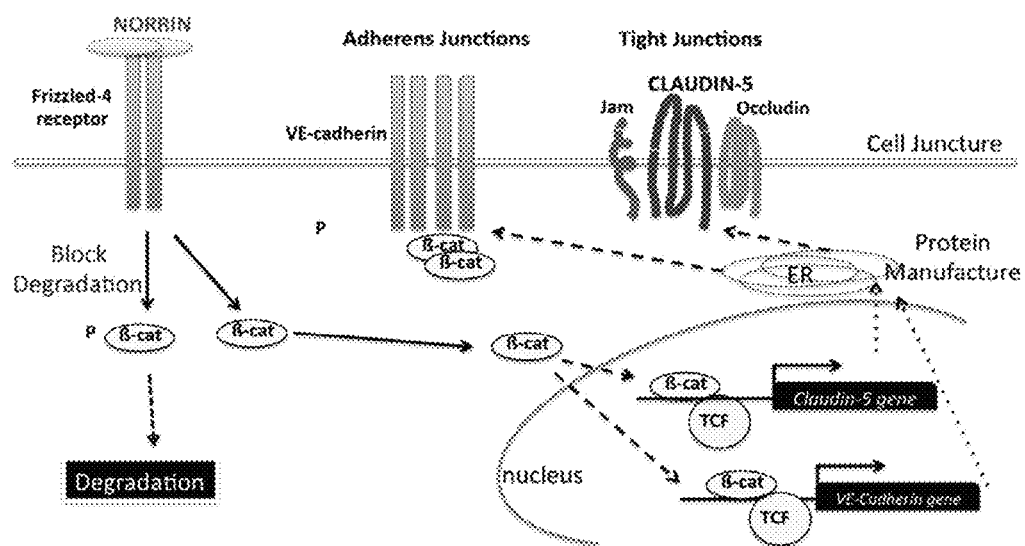 NORRIN
Adherens Junctions
Tight Junctions
CLAUDIN-5
Frizzled-4
receptor
Jam
Occludin
VE-cadherin
Cell Juncture
P
Block
Degradation
ß-cat
ß-cat
ER
Protein
Manufacture
P
ß-cat
ß-cat
ß-cat
ß-cat
TCF
Claudin-5 gene
Degradation
nucleus
ß-cat
TCF
VE-Cadherin gene